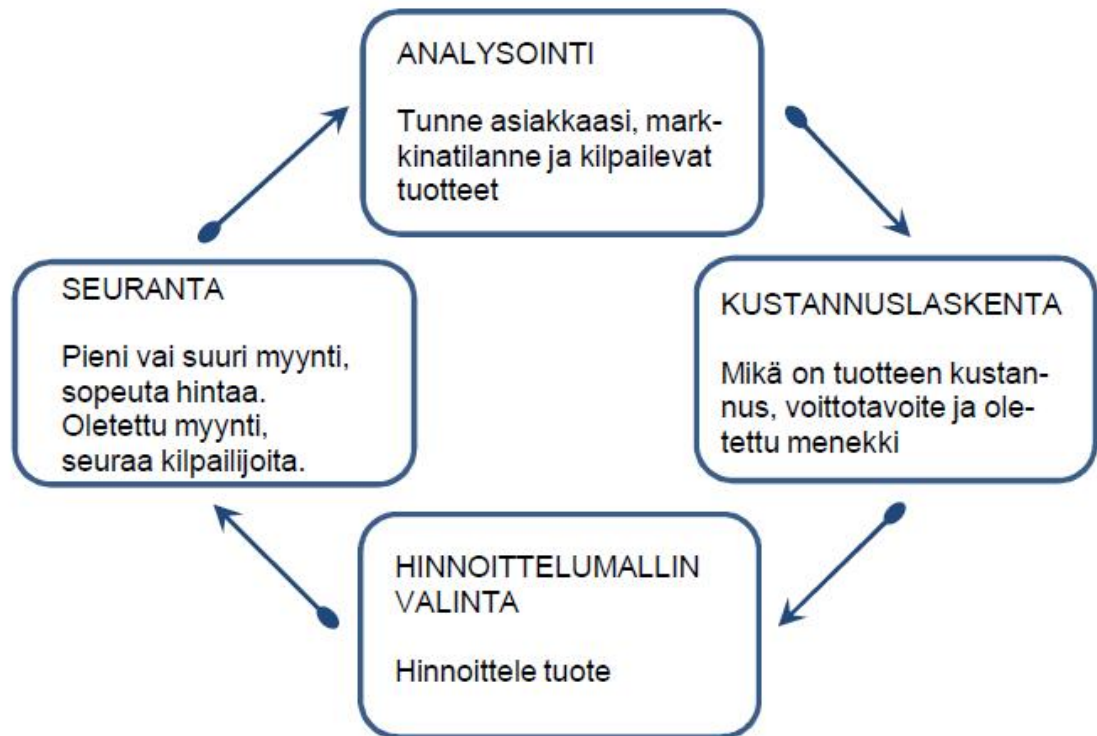 ANALYSOINTI
Tunne asiakkaasi, mark-
kinatilanne ja kilpailevat
tuotteet
KUSTANNUSLASKENTA
Mikä on tuotteen kustan-
nus, voittotavoite ja ole-
tettu menekki
HINNOITTELUMALLIN
VALINTA
Hinnoittele tuote
SEURANTA
Pieni vai suuri myynti,
sopeuta hintaa.
Oletettu myynti,
seuraa kilpailijoita.